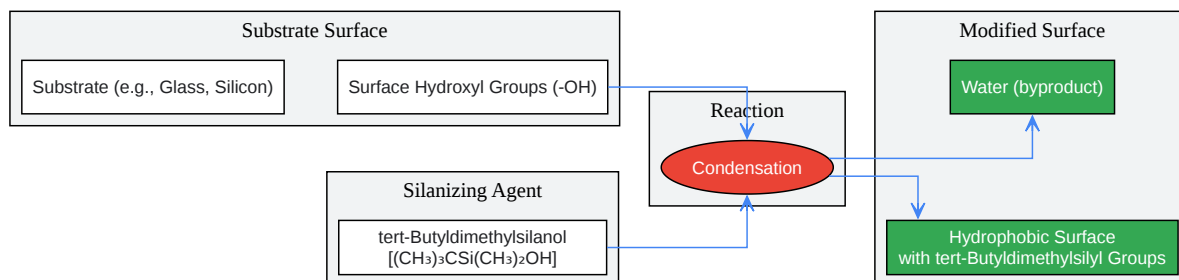 Substrate Surface
Substrate (e.g., Glass, Silicon)
Surface Hydroxyl Groups (-OH)
Silanizing Agent
tert-Butyldimethylsilanol
[(CH₃)₃CSi(CH₃)₂OH]
Reaction
Condensation
Modified Surface
Water (byproduct)
Hydrophobic Surface
with tert-Butyldimethylsilyl Groups